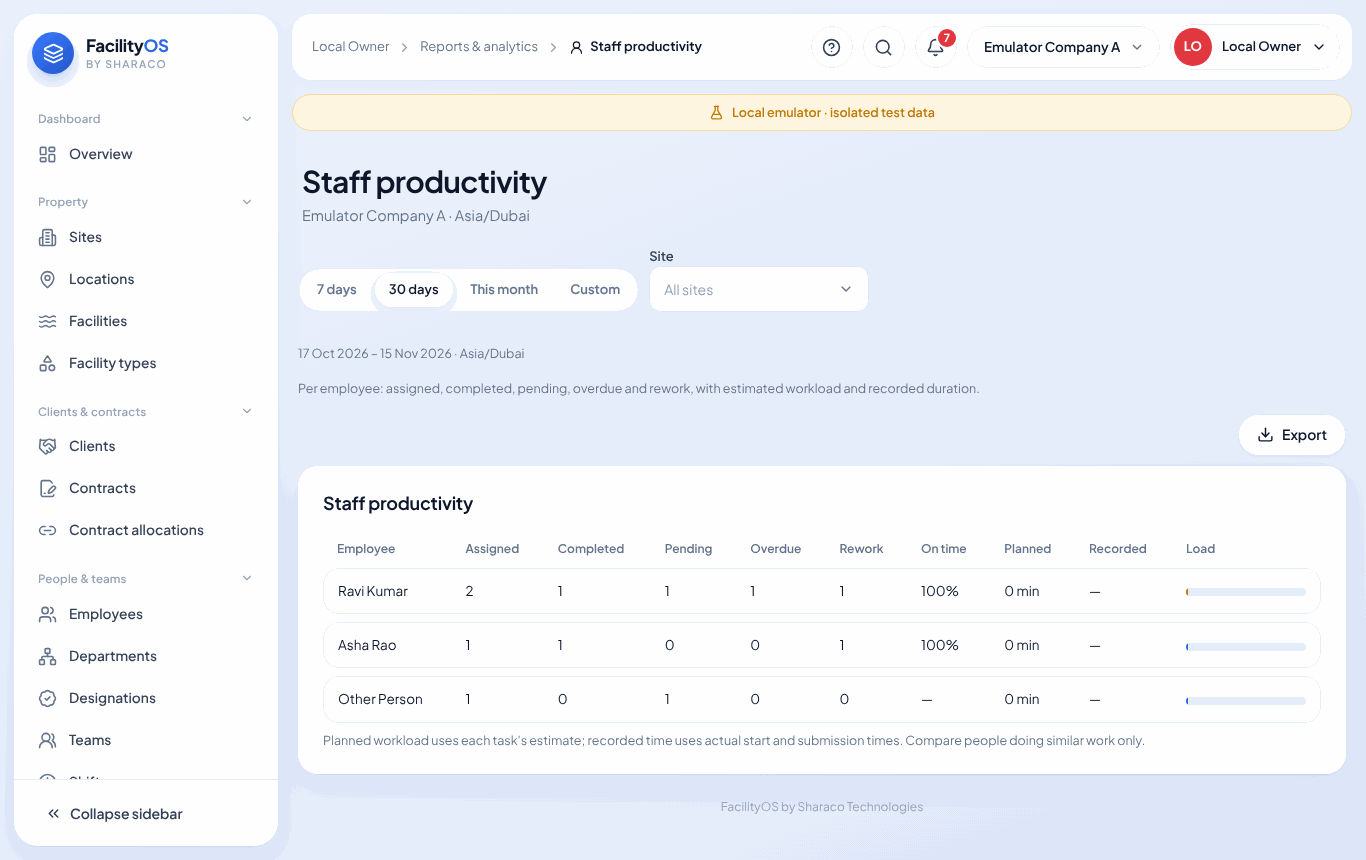 FacilityOS
BY SHARACO
Dashboard
Overview
Property
Sites
Locations
Facilities
Facility types
Clients & contracts
Clients
Contracts
Contract allocations
People & teams
Employees
Departments
Designations
Teams
Collapse sidebar
Local Owner > Reports & analytics > Staff productivity
7
Emulator Company A
LO
Local Owner
Local emulator · isolated test data
Staff productivity
Emulator Company A · Asia/Dubai
Site
7 days 30 days This month Custom All sites
17 Oct 2026 – 15 Nov 2026 · Asia/Dubai
Per employee: assigned, completed, pending, overdue and rework, with estimated workload and recorded duration.
Export
Staff productivity
Employee Assigned Completed Pending Overdue Rework On time Planned Recorded Load
Ravi Kumar 2 1 1 1 1 100% 0 min —
Asha Rao 1 1 0 0 1 100% 0 min —
Other Person 1 0 1 0 0 — 0 min —
Planned workload uses each task's estimate; recorded time uses actual start and submission times. Compare people doing similar work only.
FacilityOS by Sharaco Technologies